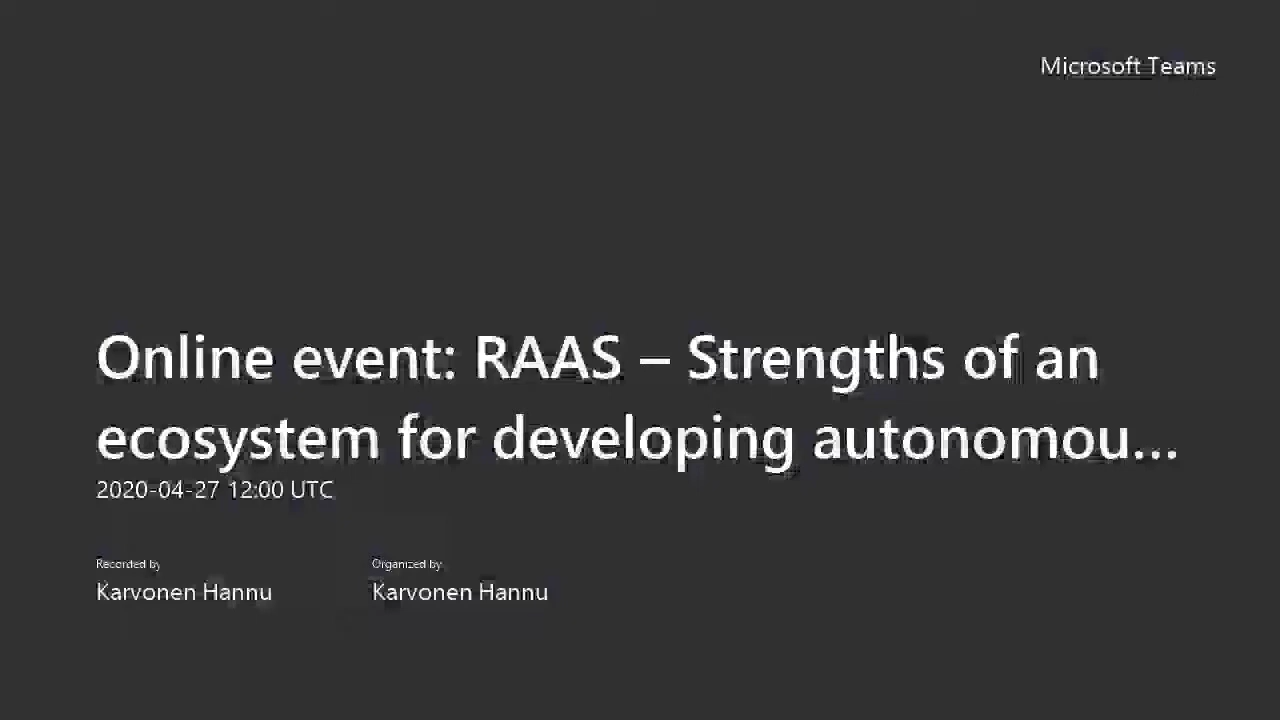 Microsoft Teams
Online event: RAAS – Strengths of an
ecosystem for developing autonomou...
2020-04-27 12:00 UTC
Recorded by
Organized by
Karvonen Hannu
Karvonen Hannu